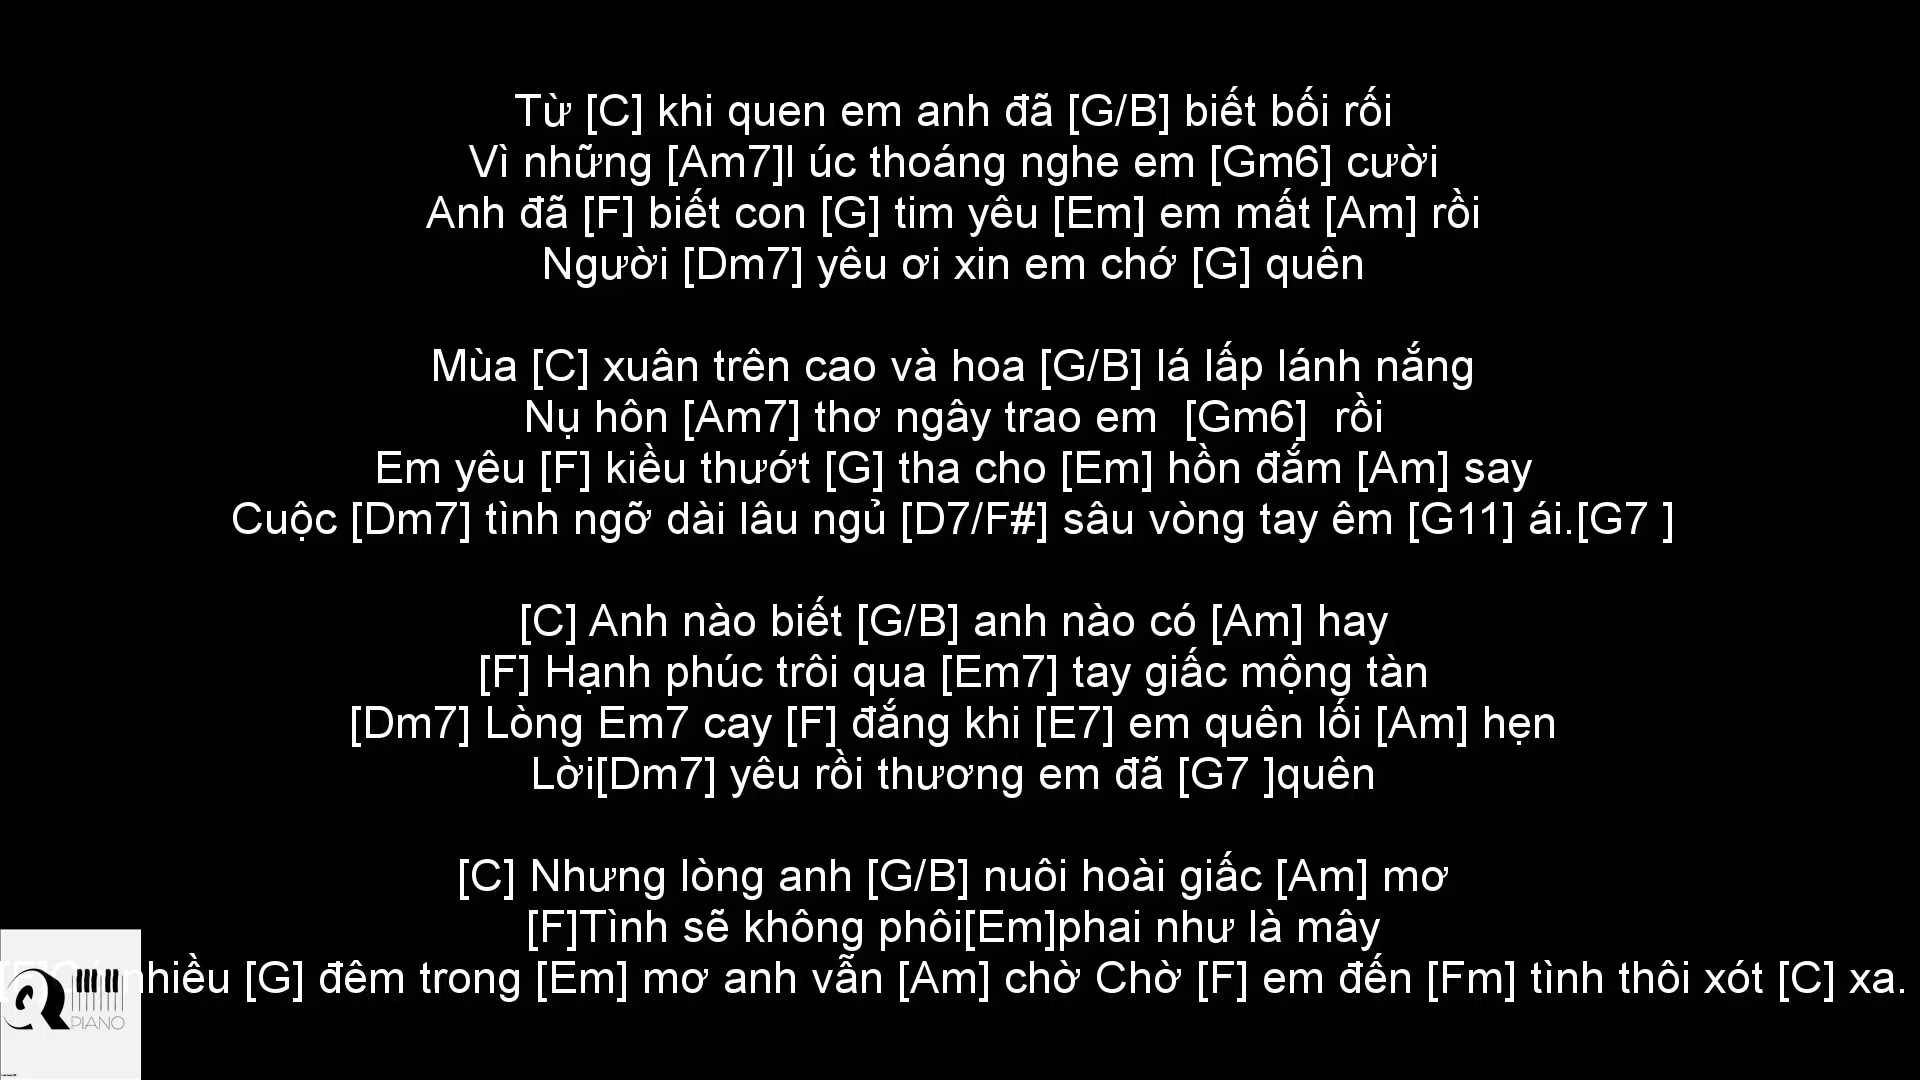 Từ [C] khi quen em anh đã [G/B] biết bối rối
Vì những [Am7]l úc thoáng nghe em [Gm6] cười
Anh đã [F] biết con [G] tim yêu [Em] em mất [Am] rồi
Người [Dm7] yêu ơi xin em chớ [G] quên
Mùa [C] xuân trên cao và hoa [G/B] lá lấp lánh nắng
Nụ hôn [Am7] thơ ngây trao em [Gm6] rồi
Em yêu [F] kiều thướt [G] tha cho [Em] hồn đắm [Am] say
Cuộc [Dm7] tình ngỡ dài lâu ngủ [D7/F#] sâu vòng tay êm [G11] ái.[G7 ]
[C] Anh nào biết [G/B] anh nào có [Am] hay
[F] Hạnh phúc trôi qua [Em7] tay giấc mộng tàn
[Dm7] Lòng Em7 cay [F] đắng khi [E7] em quên lối [Am] hẹn
Lời[Dm7] yêu rồi thương em đã [G7 ]quên
[C] Nhưng lòng anh [G/B] nuôi hoài giấc [Am] mơ
[F]Tình sẽ không phôi[Em]phai như là mây
nhiều [G] đêm trong [Em] mơ anh vẫn [Am] chờ Chờ [F] em đến [Fm] tình thôi xót [C] xa.
Q PIANO